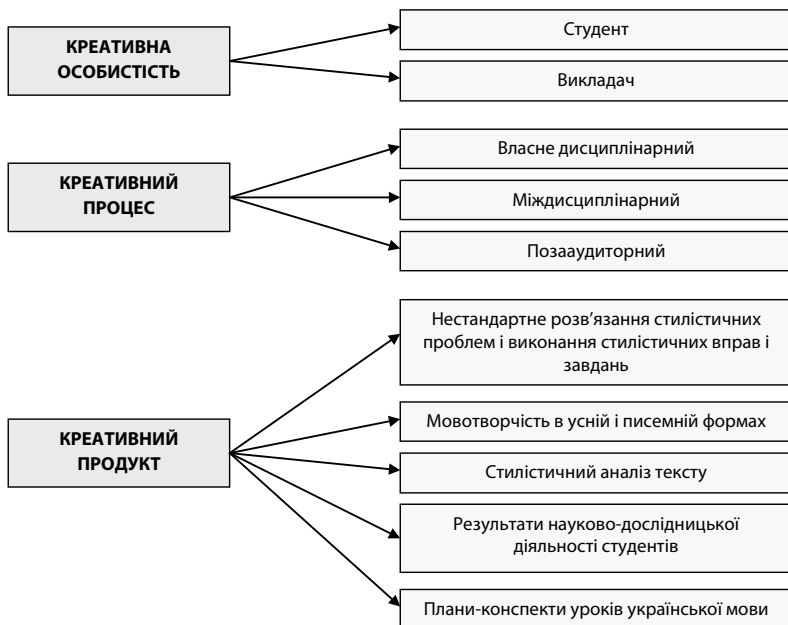 КРЕАТИВНА
ОСОБИСТІСТЬ
Студент
Викладач
КРЕАТИВНИЙ
ПРОЦЕС
Власне дисциплінарний
Міждисциплінарний
Позааудиторний
КРЕАТИВНИЙ
ПРОДУКТ
Нестандартне розв'язання стилістичних
проблем і виконання стилістичних вправ і
завдань
Мовотворчість в усній і писемній формах
Стилістичний аналіз тексту
Результати науково-дослідницької
діяльності студентів
Плани-конспекти уроків української мови